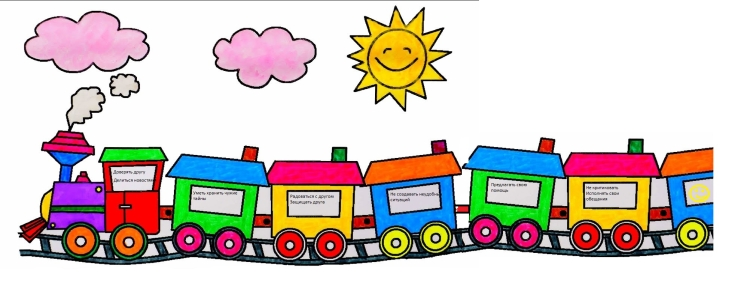 Доверять другу
Делиться новостями
Уметь хранить чужие
тайны
Радоваться с другом
Защищать друга
Не создавать неудобных
ситуаций
Предлагать свою
помощь
Не критиковать
Исполнять свои
обещания